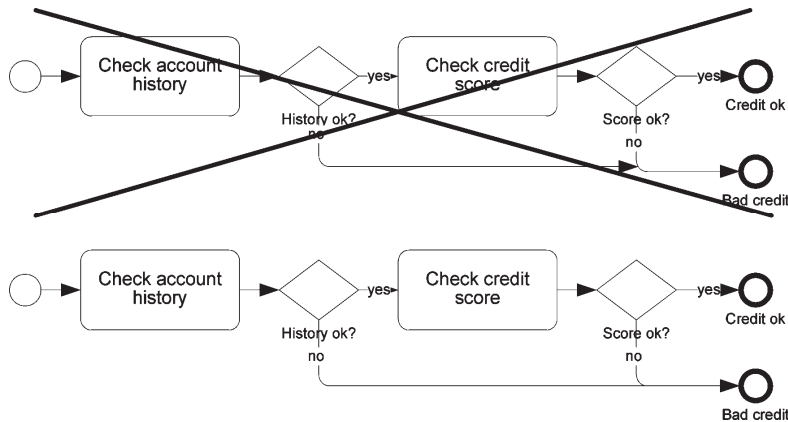 Check account
history
yes
Check credit
score
yes
History ok?
no
Score ok?
no
Credit ok
Bad credit
Check account
history
yes
Check credit
score
yes
History ok?
no
Score ok?
no
Credit ok
Bad credit